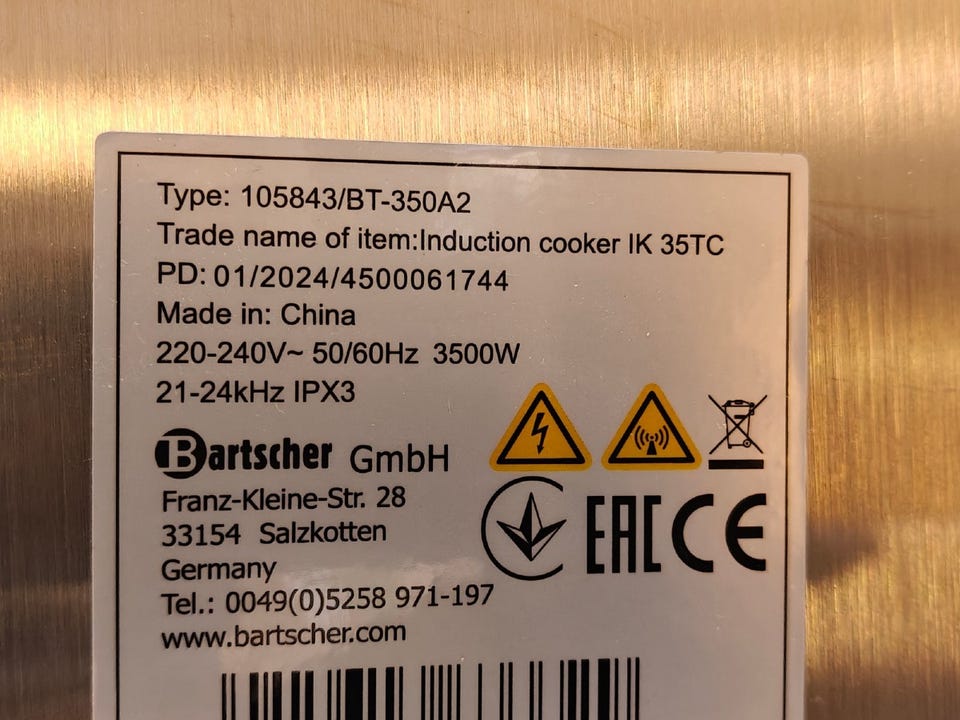 Type: 105843/BT-350A2
Trade name of item:Induction cooker IK 35TC
PD: 01/2024/4500061744
Made in: China
220-240V~ 50/60Hz 3500W
21-24kHz IPX3
Bartscher GmbH
Franz-Kleine-Str. 28
33154 Salzkotten
Germany
Tel.: 0049(0)5258 971-197
www.bartscher.com
EAC CE